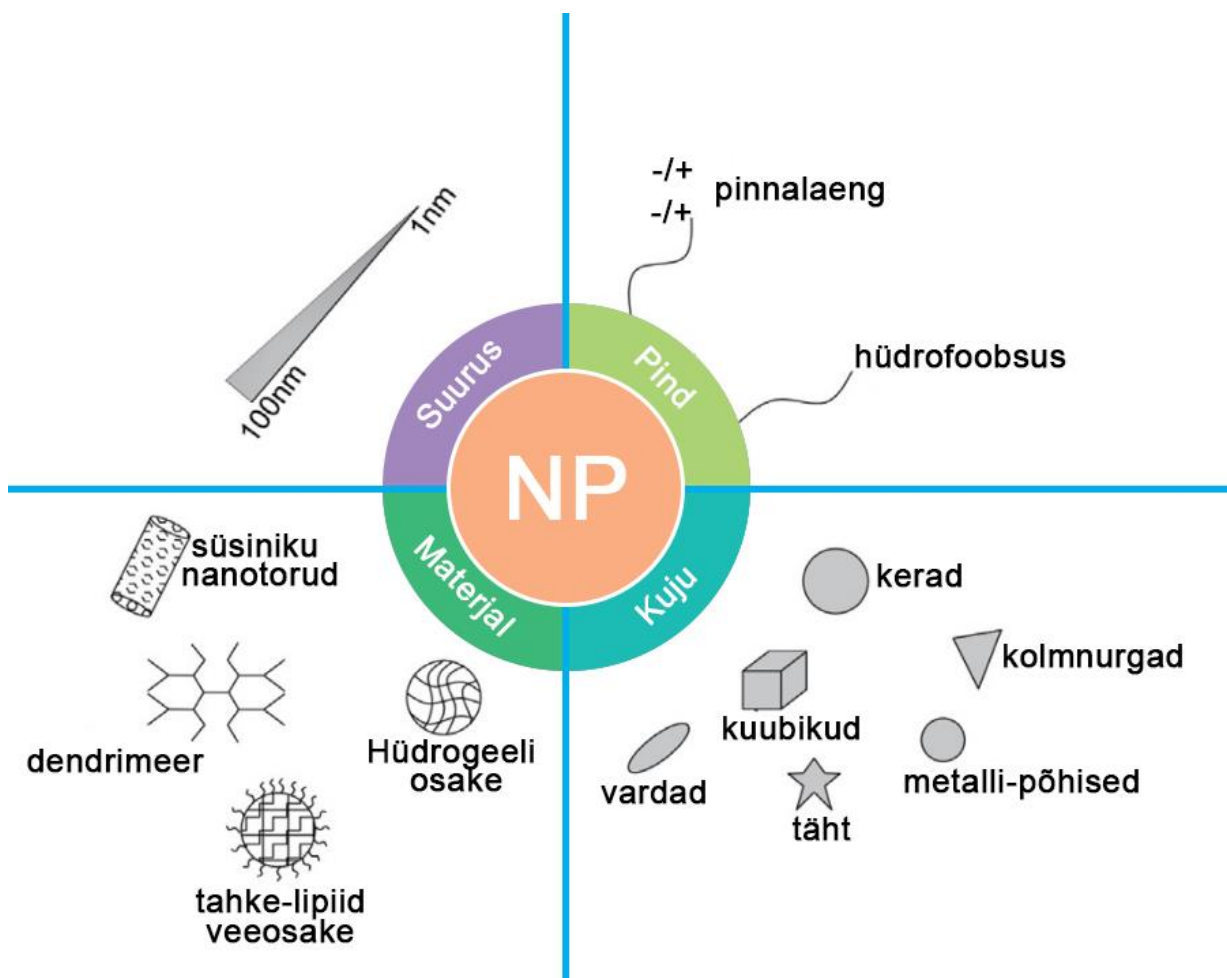 1nm
100nm
Suurus
-/+
-/+
pinnalaeng
Pind
hüdrofoobsus
NP
Materjal
süsiniku
nanotorud
dendrimeer
Hüdrogeeli
osake
tahke-lipiid
veeosake
Kuju
kerad
kolmnurgad
kuubikud
vardad
täht
metalli-põhised